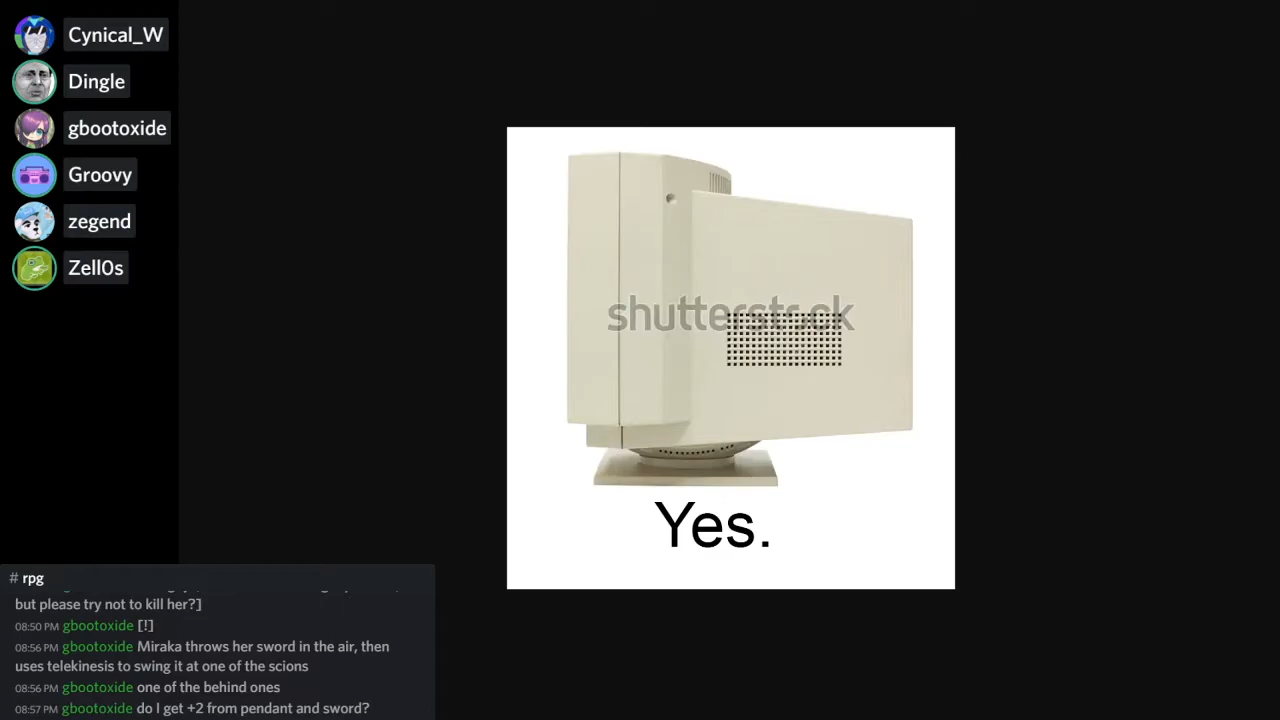 Cynical_W
Dingle
gbootoxide
Groovy
zegend
Zell0s
shutterstock
Yes.
# rpg
but please try not to kill her?]
08:50 PM gbootoxide [!]
08:56 PM gbootoxide Miraka throws her sword in the air, then
uses telekinesis to swing it at one of the scions
08:56 PM gbootoxide one of the behind ones
08:57 PM gbootoxide do I get +2 from pendant and sword?